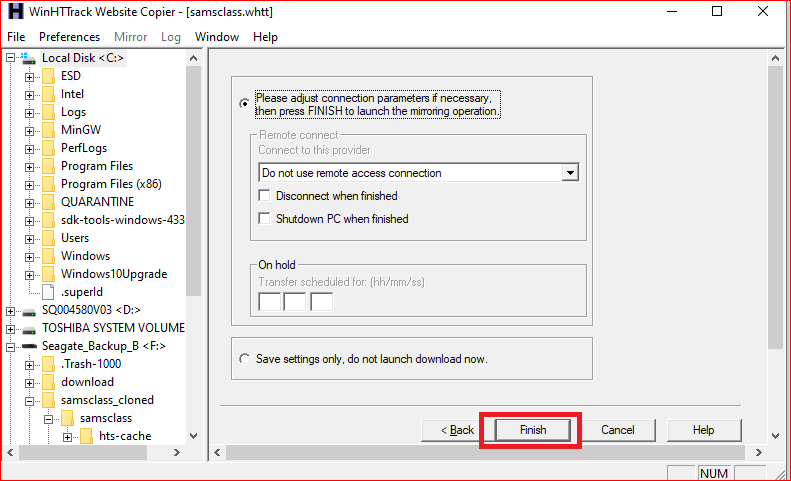 WinHTTrack Website Copier - [samsclass.whtt]
File Preferences Mirror Log Window Help
Local Disk <C:>
ESD
Intel
Logs
MinGW
PerfLogs
Program Files
Program Files (x86)
QUARANTINE
sdk-tools-windows-433
Users
Windows
Windows10Upgrade
.superId
SQ004580V03 <D:>
TOSHIBA SYSTEM VOLUME
Seagate_Backup_B <F:>
.Trash-1000
download
samsclass_cloned
samsclass
hts-cache
Please adjust connection parameters if necessary,
then press FINISH to launch the mirroring operation.
Remote connect
Connect to this provider
Do not use remote access connection
Disconnect when finished
Shutdown PC when finished
On hold
Transfer scheduled for: (hh/mm/ss)
Save settings only, do not launch download now.
< Back Finish Cancel Help
NUM